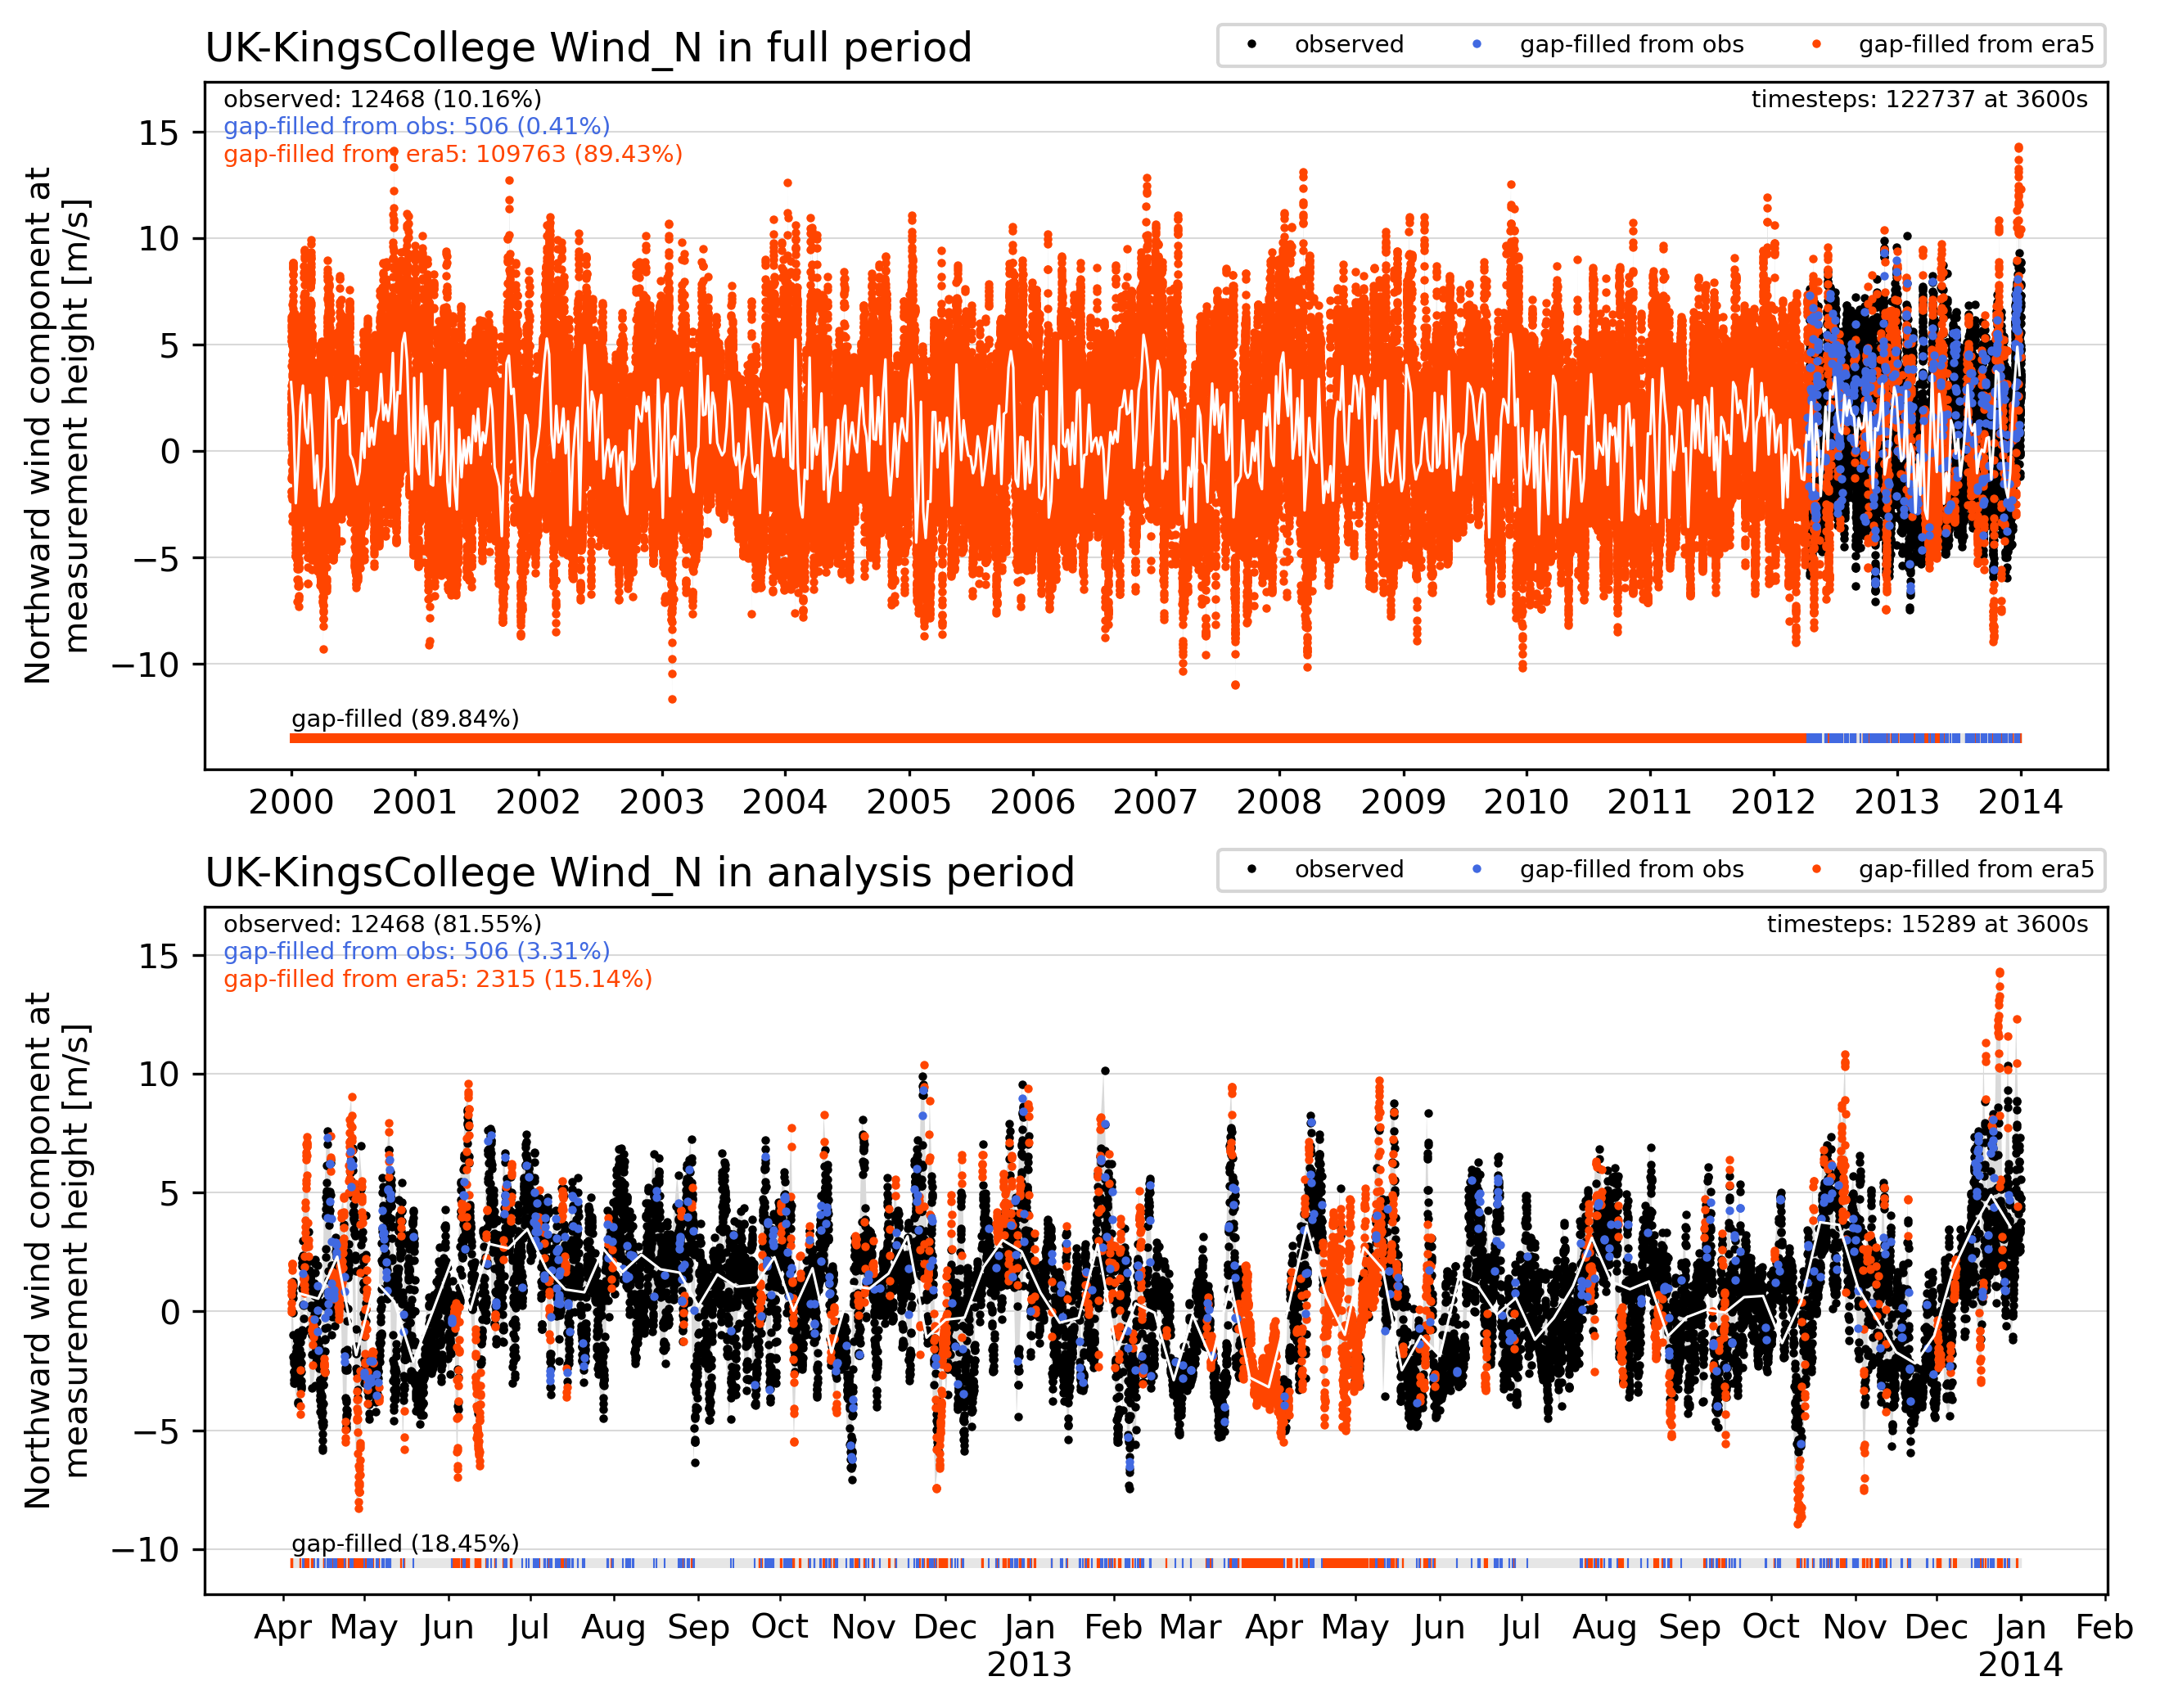 UK-KingsCollege Wind_N in full period
observed gap-filled from obs gap-filled from era5
observed: 12468 (10.16%)
gap-filled from obs: 506 (0.41%)
gap-filled from era5: 109763 (89.43%)
timesteps: 122737 at 3600s
Northward wind component at
measurement height [m/s]
15
10
5
0
−5
−10
gap-filled (89.84%)
2000 2001 2002 2003 2004 2005 2006 2007 2008 2009 2010 2011 2012 2013 2014
UK-KingsCollege Wind_N in analysis period
observed gap-filled from obs gap-filled from era5
observed: 12468 (81.55%)
gap-filled from obs: 506 (3.31%)
gap-filled from era5: 2315 (15.14%)
timesteps: 15289 at 3600s
Northward wind component at
measurement height [m/s]
15
10
5
0
−5
−10
gap-filled (18.45%)
Apr May Jun Jul Aug Sep Oct Nov Dec Jan Feb Mar Apr May Jun Jul Aug Sep Oct Nov Dec Jan Feb
2013 2014